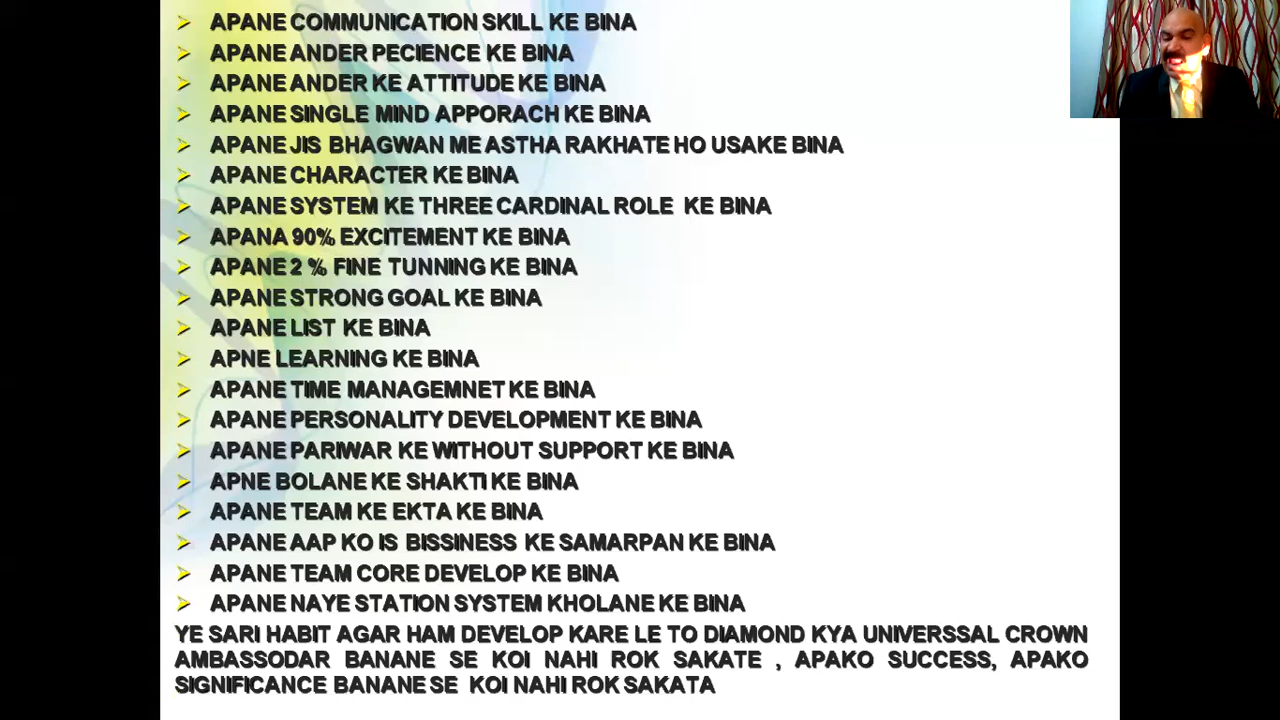 APANE COMMUNICATION SKILL KE BINA
APANE ANDER PECIENCE KE BINA
APANE ANDER KE ATTITUDE KE BINA
APANE SINGLE MIND APPORACH KE BINA
APANE JIS BHAGWAN ME ASTHA RAKHATE HO USAKE BINA
APANE CHARACTER KE BINA
APANE SYSTEM KE THREE CARDINAL ROLE KE BINA
APANA 90% EXCITEMENT KE BINA
APANE 2 % FINE TUNNING KE BINA
APANE STRONG GOAL KE BINA
APANE LIST KE BINA
APNE LEARNING KE BINA
APANE TIME MANAGEMNET KE BINA
APANE PERSONALITY DEVELOPMENT KE BINA
APANE PARIWAR KE WITHOUT SUPPORT KE BINA
APNE BOLANE KE SHAKTI KE BINA
APANE TEAM KE EKTA KE BINA
APANE AAP KO IS BISSINESS KE SAMARPAN KE BINA
APANE TEAM CORE DEVELOP KE BINA
APANE NAYE STATION SYSTEM KHOLANE KE BINA
YE SARI HABIT AGAR HAM DEVELOP KARE LE TO DIAMOND KYA UNIVERSSAL CROWN
AMBASSODAR BANANE SE KOI NAHI ROK SAKATE , APAKO SUCCESS, APAKO
SIGNIFICANCE BANANE SE KOI NAHI ROK SAKATA